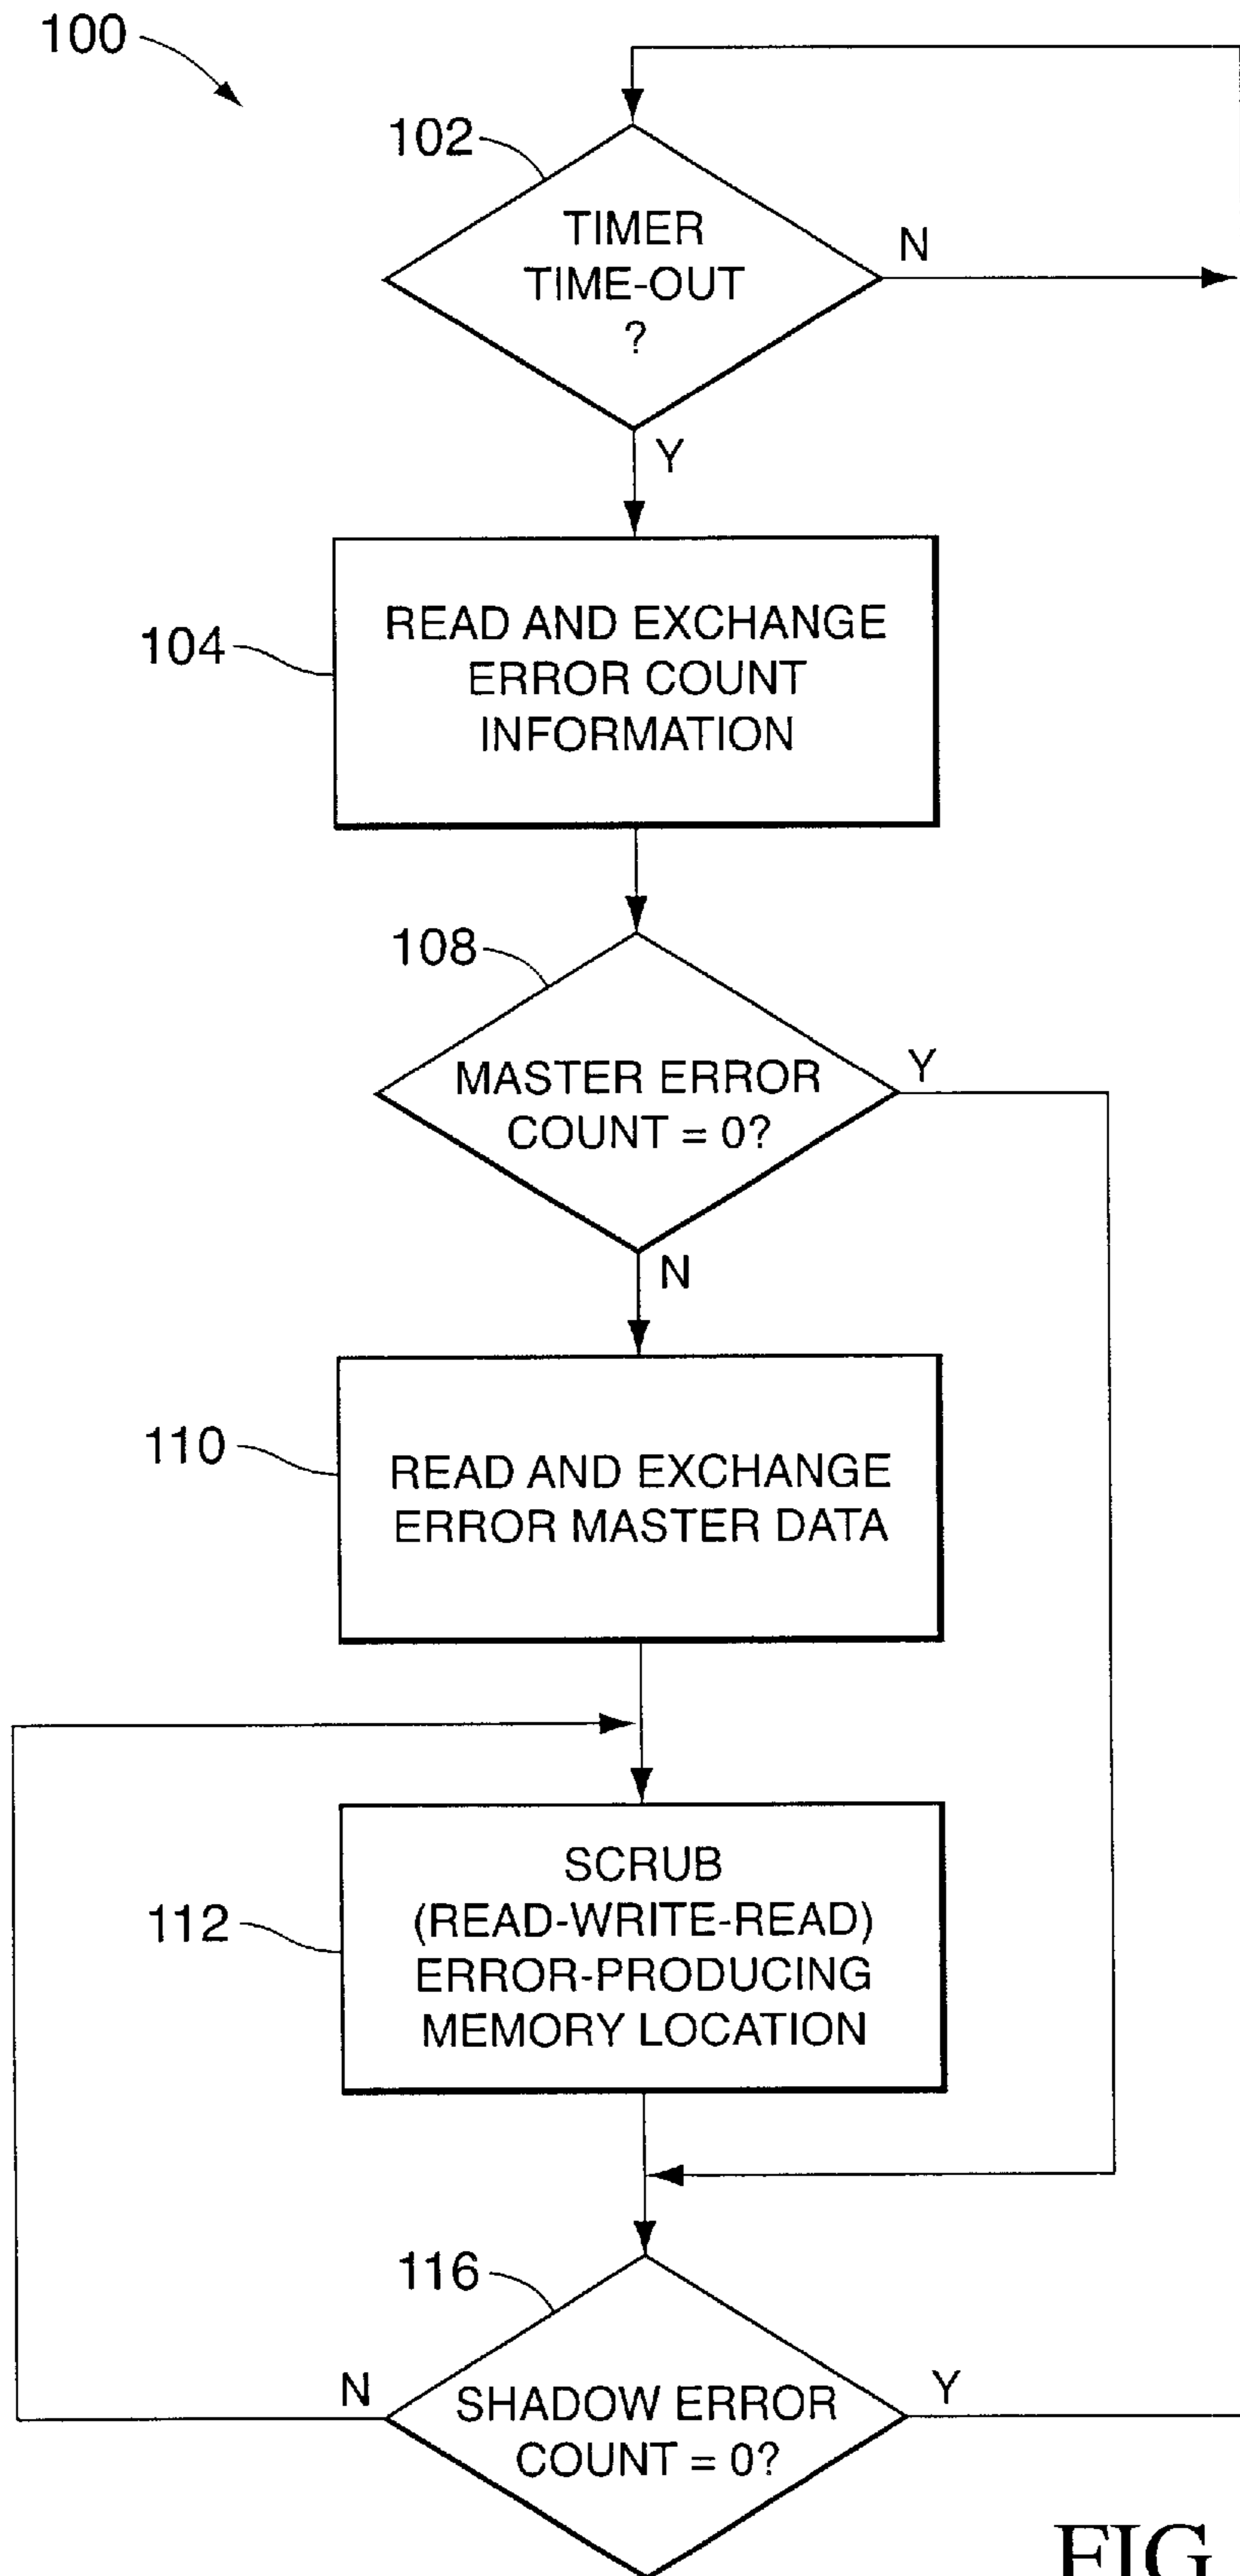 100
102
TIMER
TIME-OUT
?
N
Y
104
READ AND EXCHANGE
ERROR COUNT
INFORMATION
108
MASTER ERROR
COUNT = 0?
Y
N
110
READ AND EXCHANGE
ERROR MASTER DATA
112
SCRUB
(READ-WRITE-READ)
ERROR-PRODUCING
MEMORY LOCATION
116
N
SHADOW ERROR
COUNT = 0?
Y
FIG